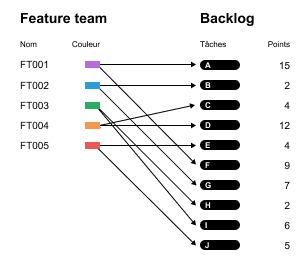 Feature team Backlog
Nom Couleur Tâches Points
FT001 A 15
FT002 B 2
FT003 C 4
FT004 D 12
FT005 E 4
F 9
G 7
H 2
I 6
J 5